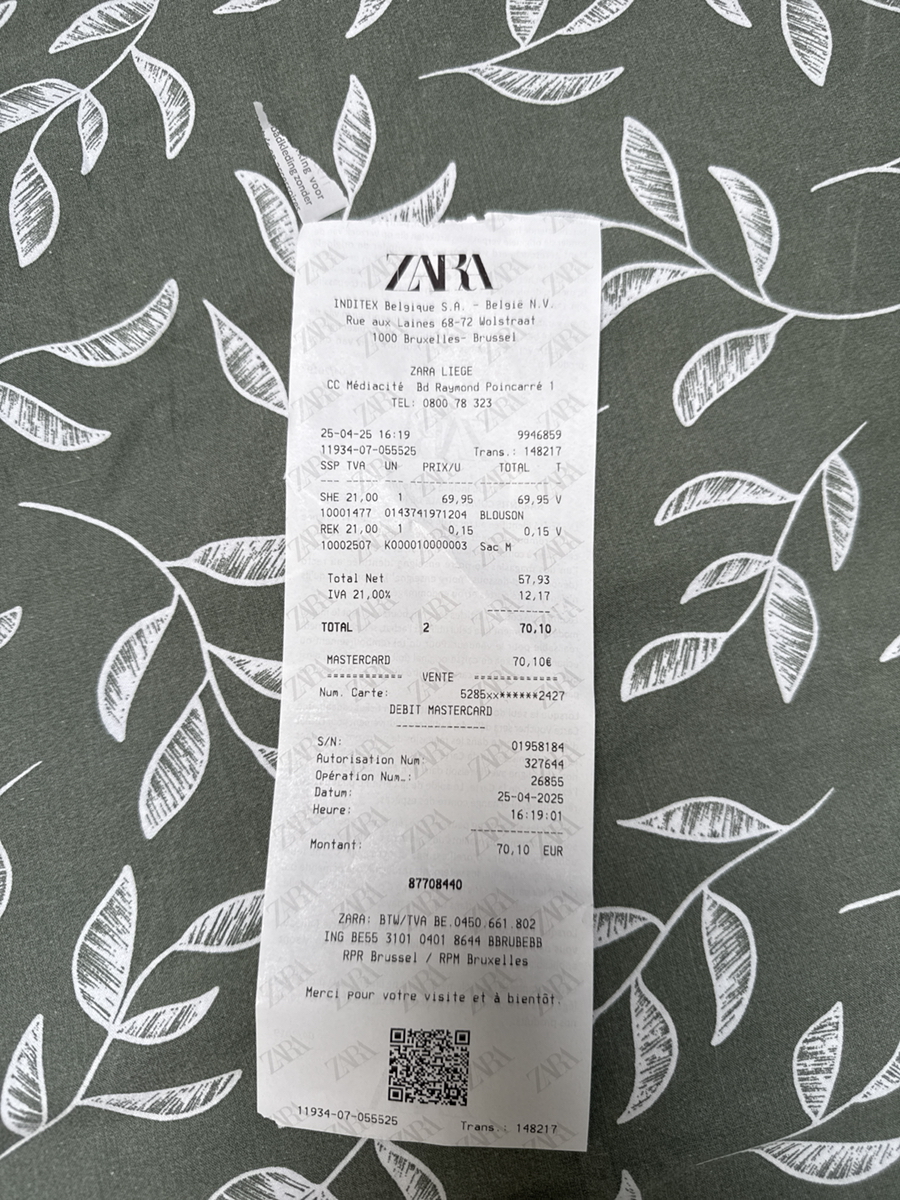 voor
zonder
ZARA
INDITEX Belgique S.A. - België N.V.
Rue aux Laines 68-72 Wolstraat
1000 Bruxelles- Brussel
ZARA LIEGE
CC Médiacité Bd Raymond Poincarré 1
TEL: 0800 78 323
25-04-25 16:19 9946859
11934-07-055525 Trans.: 148217
SSP TVA UN PRIX/U TOTAL T
SHE 21,00 1 69,95 69,95 V
10001477 0143741971204 BLOUSON
REK 21,00 1 0,15 0,15 V
10002507 K000010000003 Sac M
Total Net 57,93
IVA 21,00% 12,17
TOTAL 2 70,10
MASTERCARD 70,10€
============ VENTE ============
Num. Carte: 5285xx******2427
DEBIT MASTERCARD
S/N: 01958184
Autorisation Num: 327644
Opération Num.: 26855
Datum: 25-04-2025
Heure: 16:19:01
Montant: 70,10 EUR
87708440
ZARA: BTW/TVA BE.0450.661.802
ING BE55 3101 0401 8644 BBRUBEBB
RPR Brussel / RPM Bruxelles
Merci pour votre visite et à bientôt.
11934-07-055525 Trans.: 148217